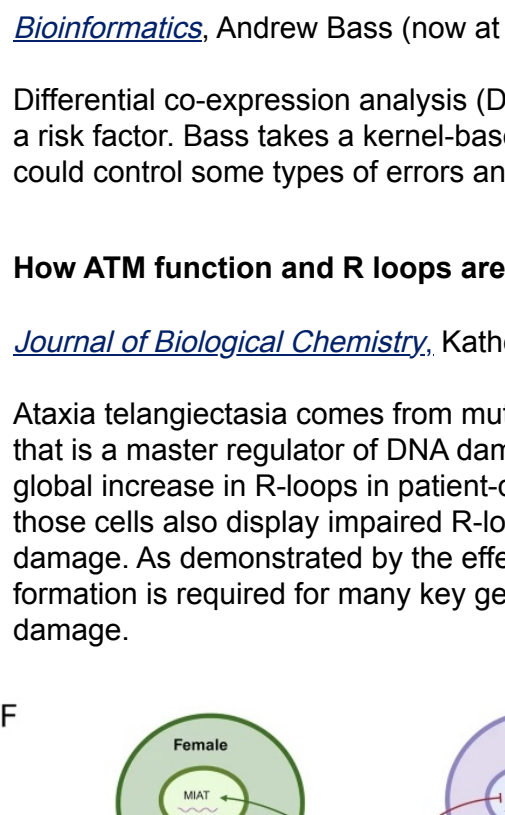 Bioinformatics, Andrew Bass (now at
Differential co-expression analysis (D
a risk factor. Bass takes a kernel-bas
could control some types of errors an
How ATM function and R loops are
Journal of Biological Chemistry, Kath
Ataxia telangiectasia comes from mut
that is a master regulator of DNA dam
global increase in R-loops in patient-
those cells also display impaired R-lo
damage. As demonstrated by the effe
formation is required for many key ge
damage.
F
Female
MIAT